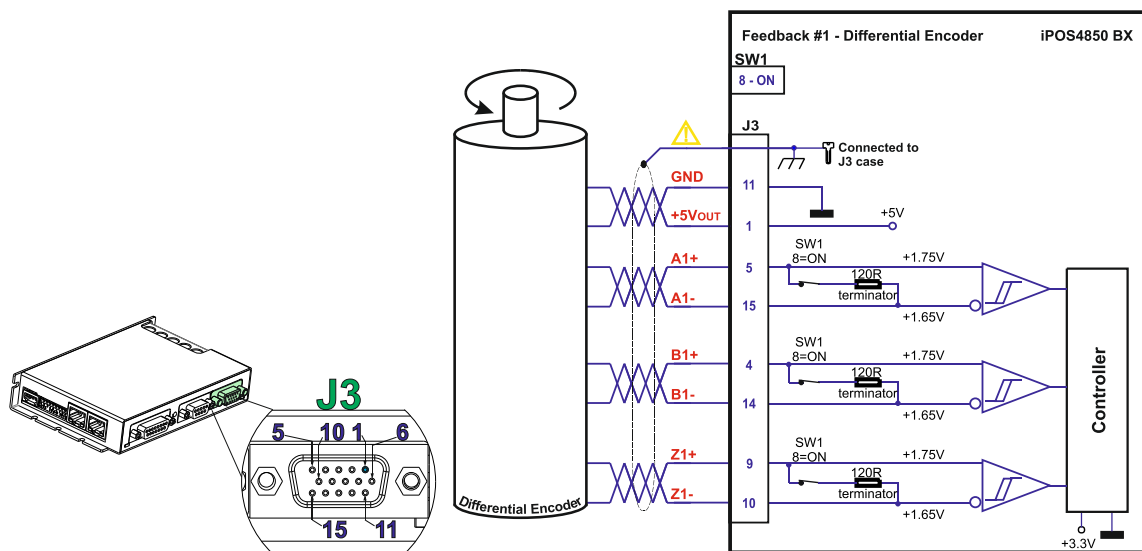 Feedback #1 - Differential Encoder
iPOS4850 BX
SW1
8 - ON
J3
Connected to
J3 case
GND
11
+5VOUT
1
+5V
SW1
8=ON
A1+
5
+1.75V
120R
terminator
A1-
15
+1.65V
SW1
8=ON
B1+
4
+1.75V
120R
terminator
B1-
14
+1.65V
SW1
8=ON
Z1+
9
+1.75V
120R
terminator
Z1-
10
+1.65V
Controller
+3.3V
Differential Encoder
J3
5 10 1 6
15 11